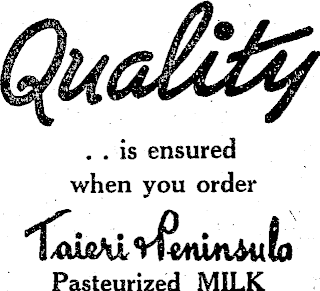 Quality
. . is ensured
when you order
Taieri & Peninsula
Pasteurized MILK